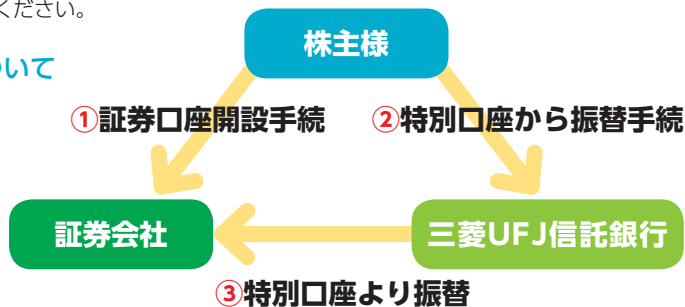 ください。
株主様
いて
①証券口座開設手続
②特別口座から振替手続
証券会社
三菱UFJ信託銀行
③特別口座より振替